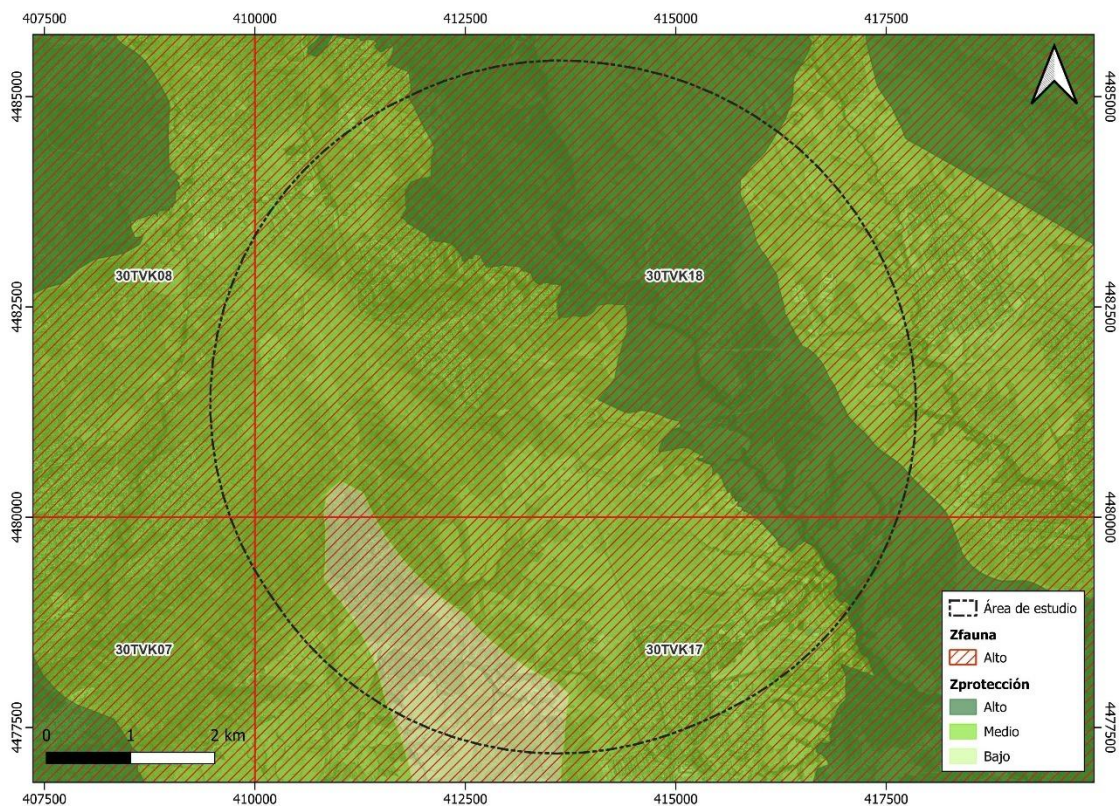 407500 410000 412500 415000 417500
4485000 4485000
30TVK08 30TVK18
4482500 4482500
4480000 4480000
Área de estudio
Zfauna
Alto
30TVK07 30TVK17
Zprotección
Alto
0 1 2 km
Medio
4477500 4477500
Bajo
407500 410000 412500 415000 417500